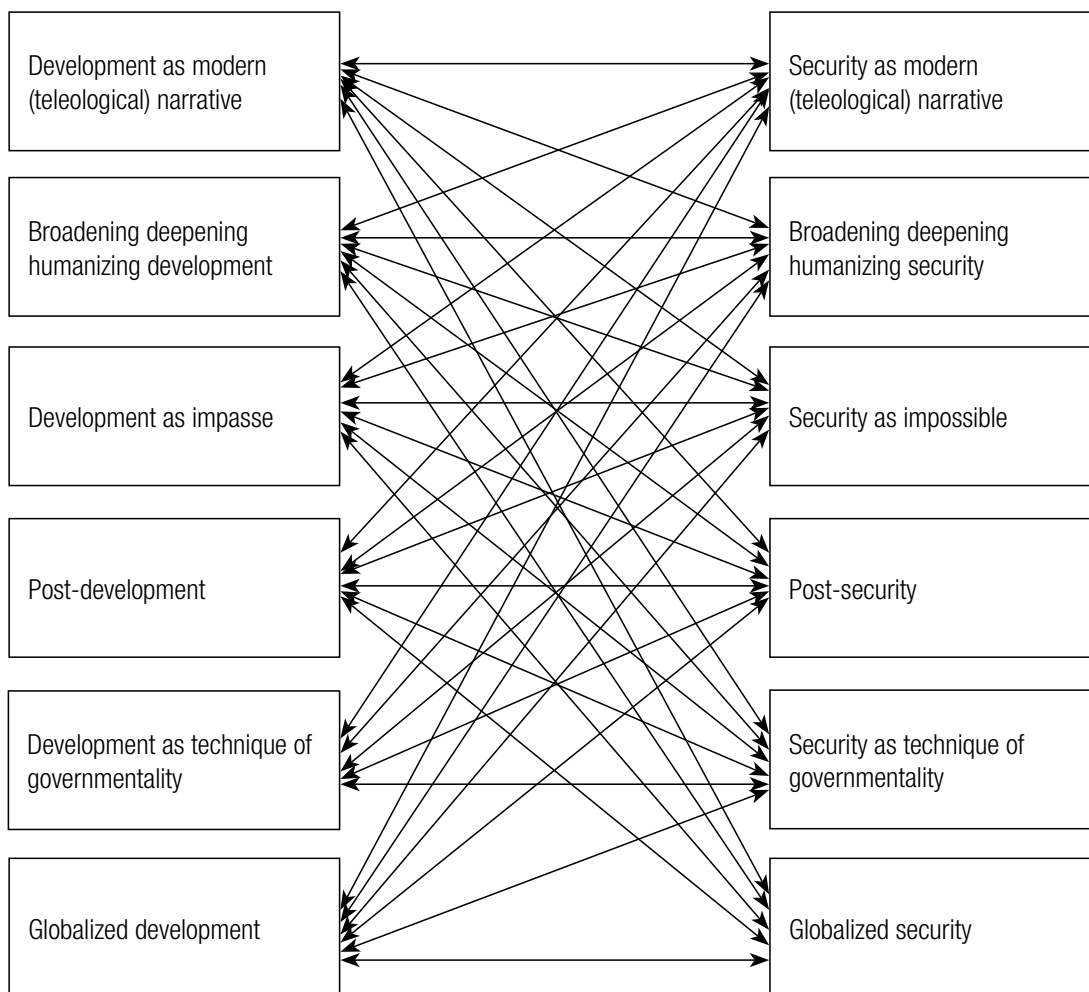 Development as modern
(teleological) narrative
Security as modern
(teleological) narrative
Broadening deepening
humanizing development
Broadening deepening
humanizing security
Development as impasse
Security as impossible
Post-development
Post-security
Development as technique of
governmentality
Security as technique of
governmentality
Globalized development
Globalized security